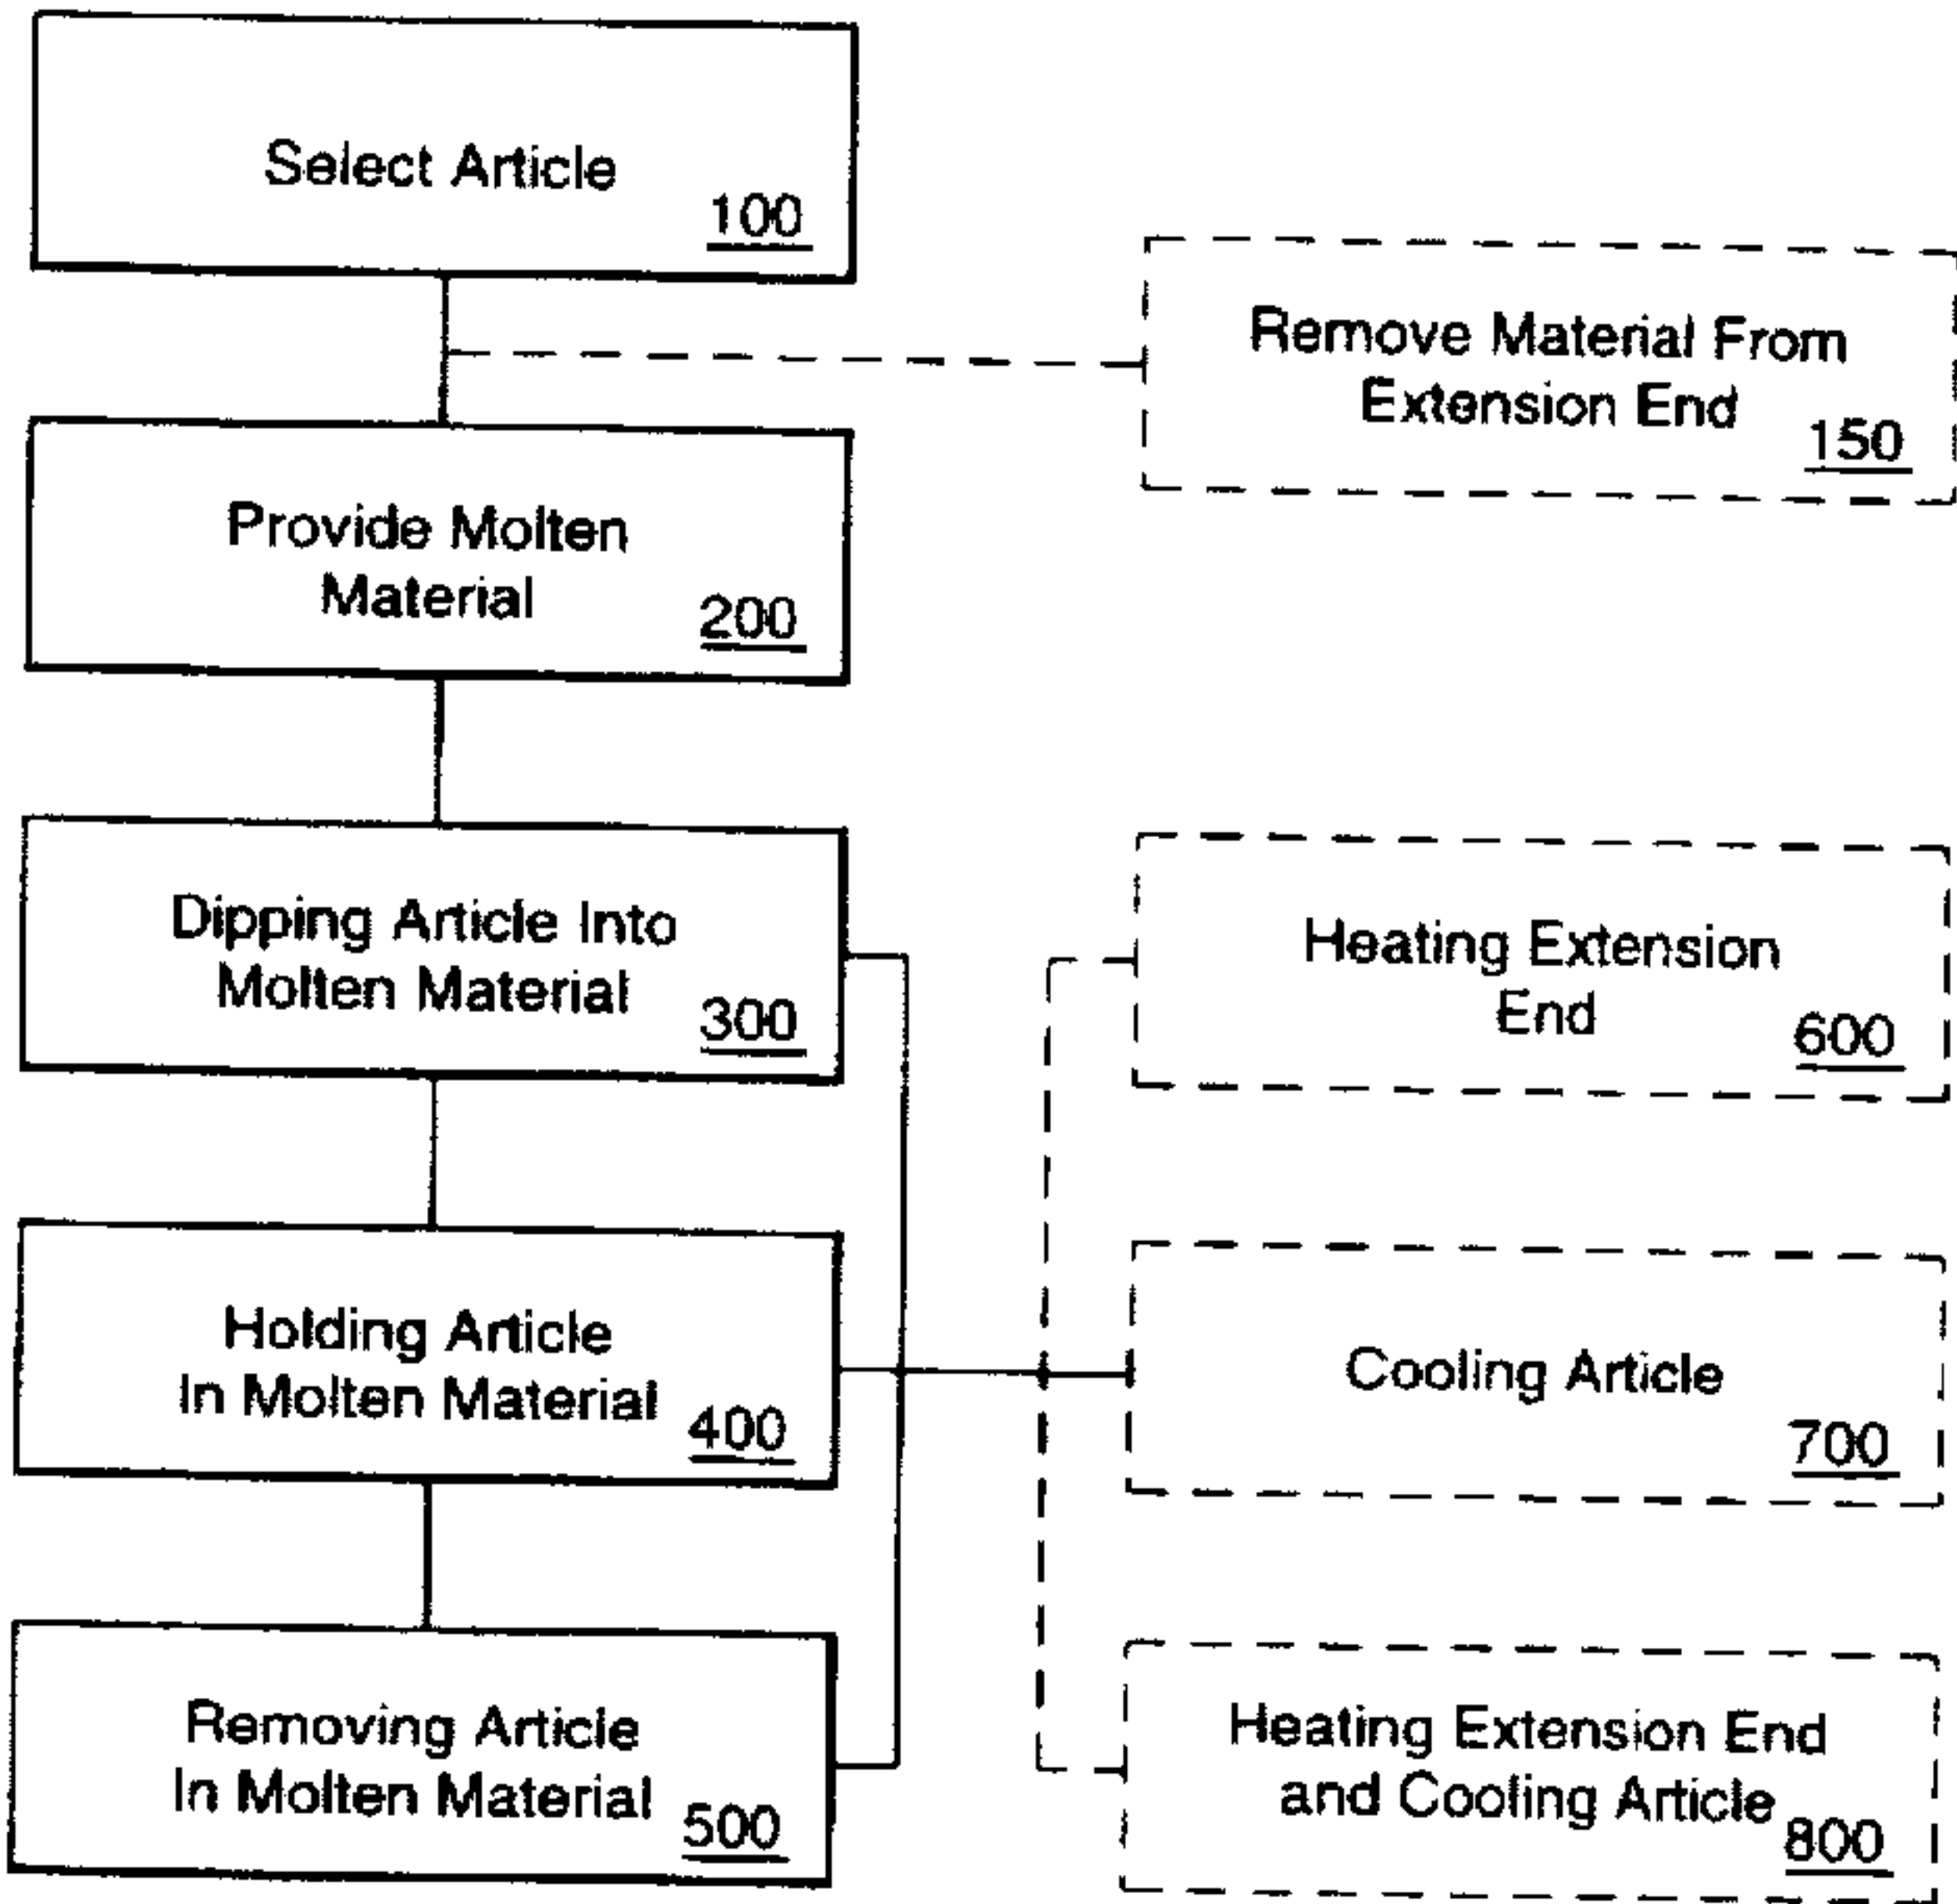 Select Article
100
Remove Material From
Extension End
150
Provide Molten
Material
200
Dipping Article Into
Molten Material
300
Heating Extension
End
600
Holding Article
In Molten Material
400
Cooling Article
700
Removing Article
In Molten Material
500
Heating Extension End
and Cooling Article
800